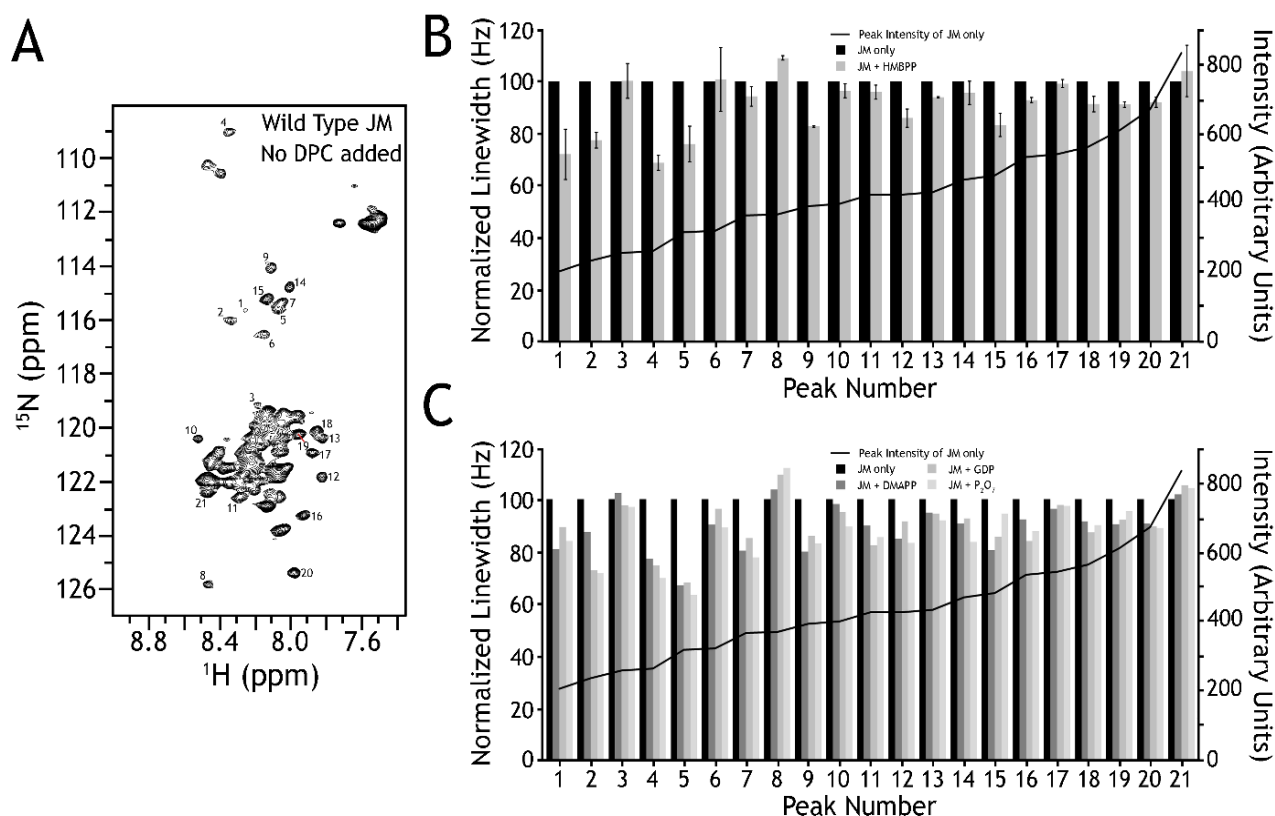 A
Wild Type JM
No DPC added
4
9
14
15
1
7
2
5
6
3
10
18
13
19
17
12
21
11
16
20
8
110
112
114
116
118
120
122
124
126
15N (ppm)
8.8 8.4 8.0 7.6
1H (ppm)
B
Peak Intensity of JM only
JM only
JM + HMBPP
Normalized Linewidth (Hz)
120
100
80
60
40
20
0
Intensity (Arbitrary Units)
800
700
600
500
400
300
200
100
0
1 2 3 4 5 6 7 8 9 10 11 12 13 14 15 16 17 18 19 20 21
Peak Number
C
Peak Intensity of JM only
JM only JM + GDP
JM + DMAPP JM + P2O7
Normalized Linewidth (Hz)
120
100
80
60
40
20
0
Intensity (Arbitrary Units)
800
700
600
500
400
300
200
100
0
1 2 3 4 5 6 7 8 9 10 11 12 13 14 15 16 17 18 19 20 21
Peak Number